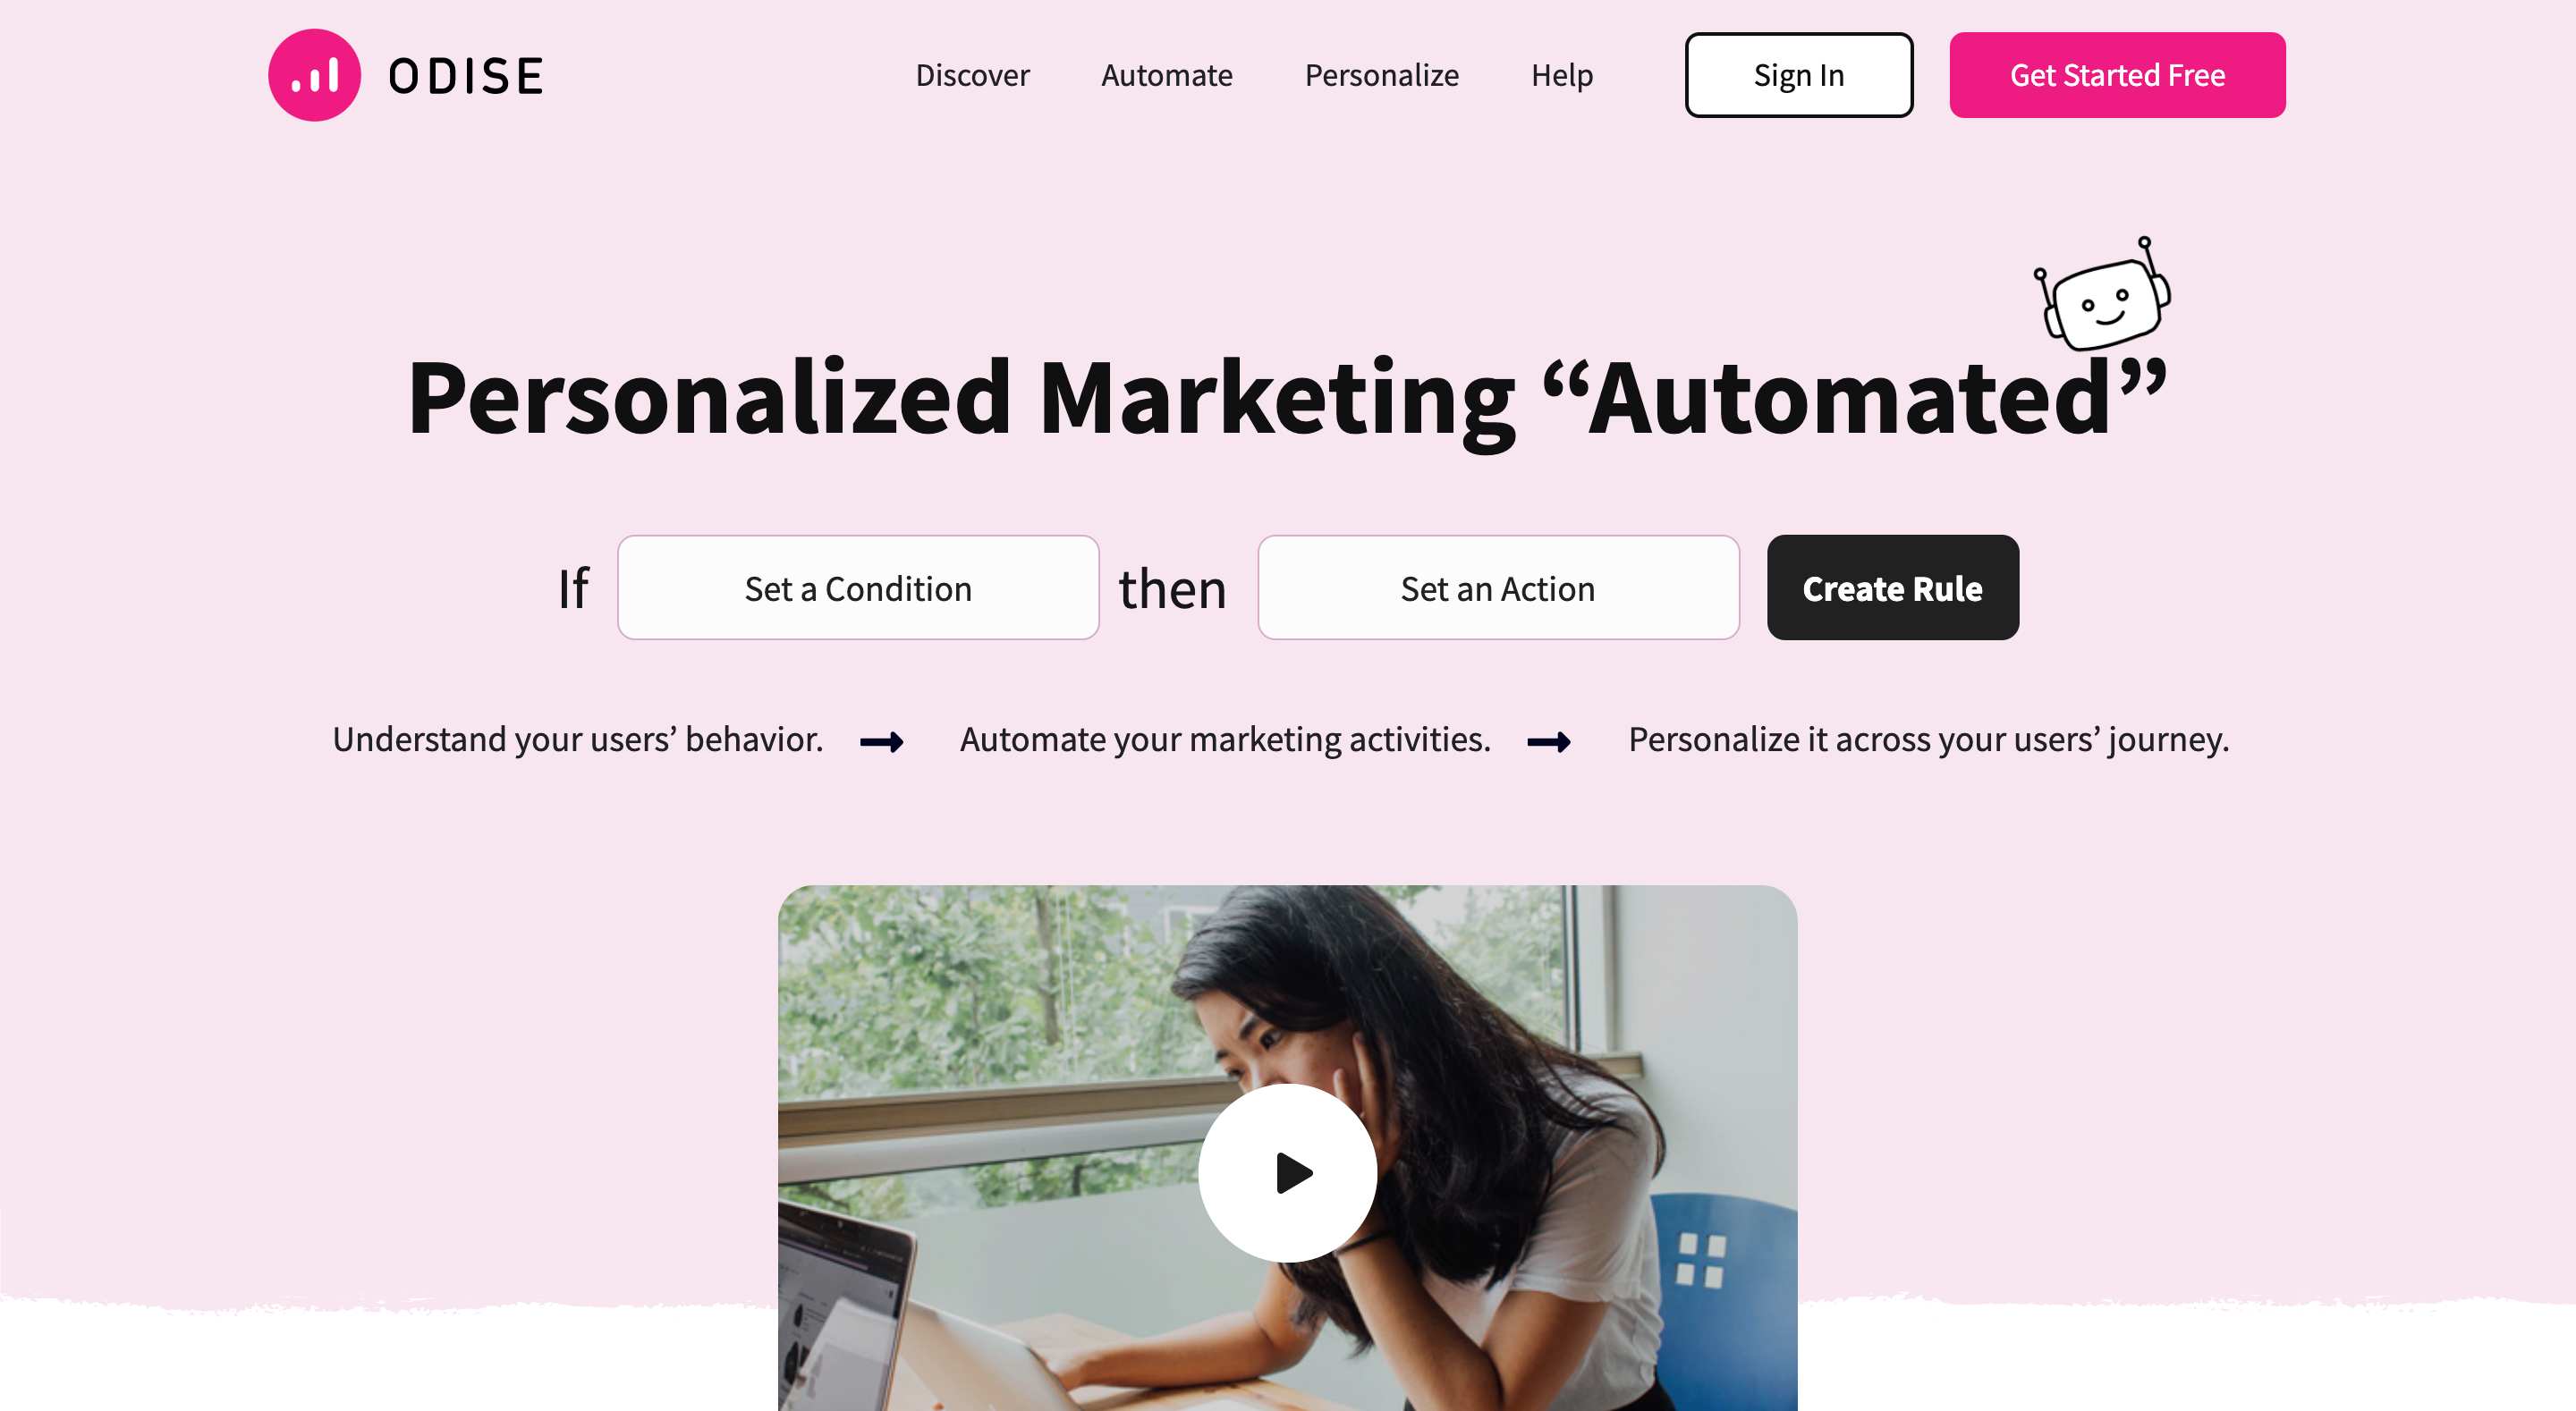 ODISE
Discover Automate Personalize Help Sign In Get Started Free
Personalized Marketing “Automated”
If Set a Condition then Set an Action Create Rule
Understand your users’ behavior. Automate your marketing activities. Personalize it across your users’ journey.